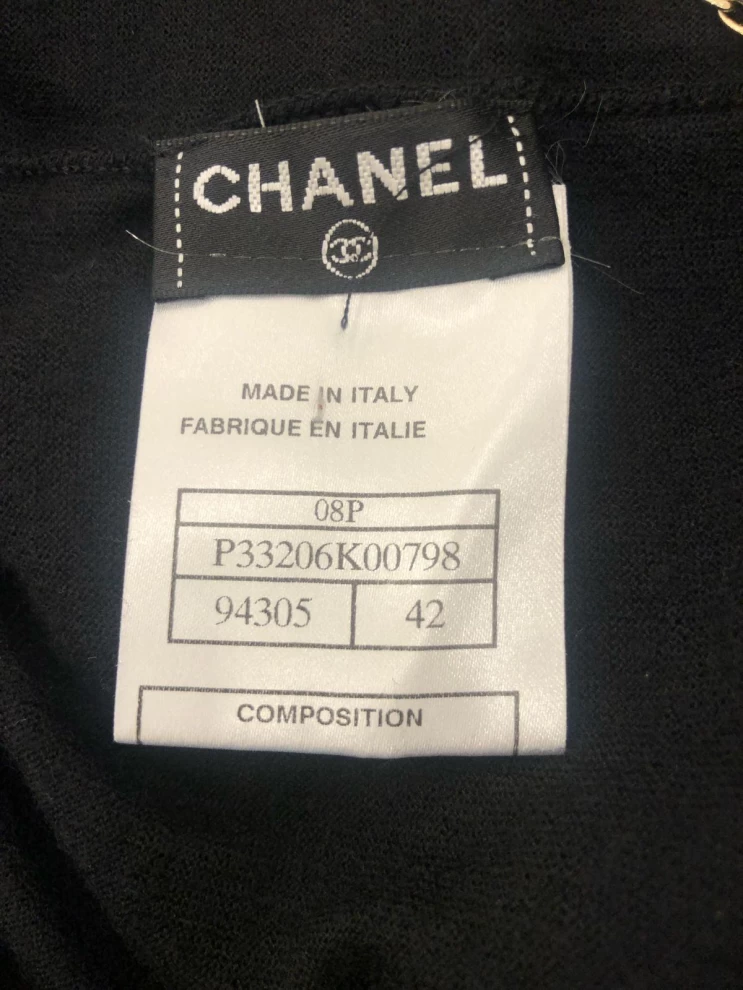 CHANEL
MADE IN ITALY
FABRIQUE EN ITALIE
08P
P33206K00798
94305 42
COMPOSITION